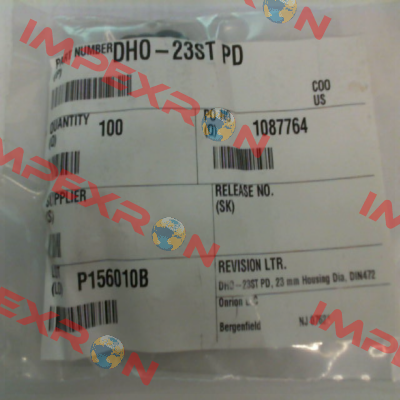 PART NUMBER DHO-23ST PD
(P)
COO
US
QUANTITY 100
(Q)
PO NO 1087764
SUPPLIER
RELEASE NO.
(SK)
P156010B
REVISION LTR.
DHO-23ST PD, 23 mm Housing Dia, DIN472
Bergenfield NJ
IMPEXRON
IMPEXRON
IMPEXRON